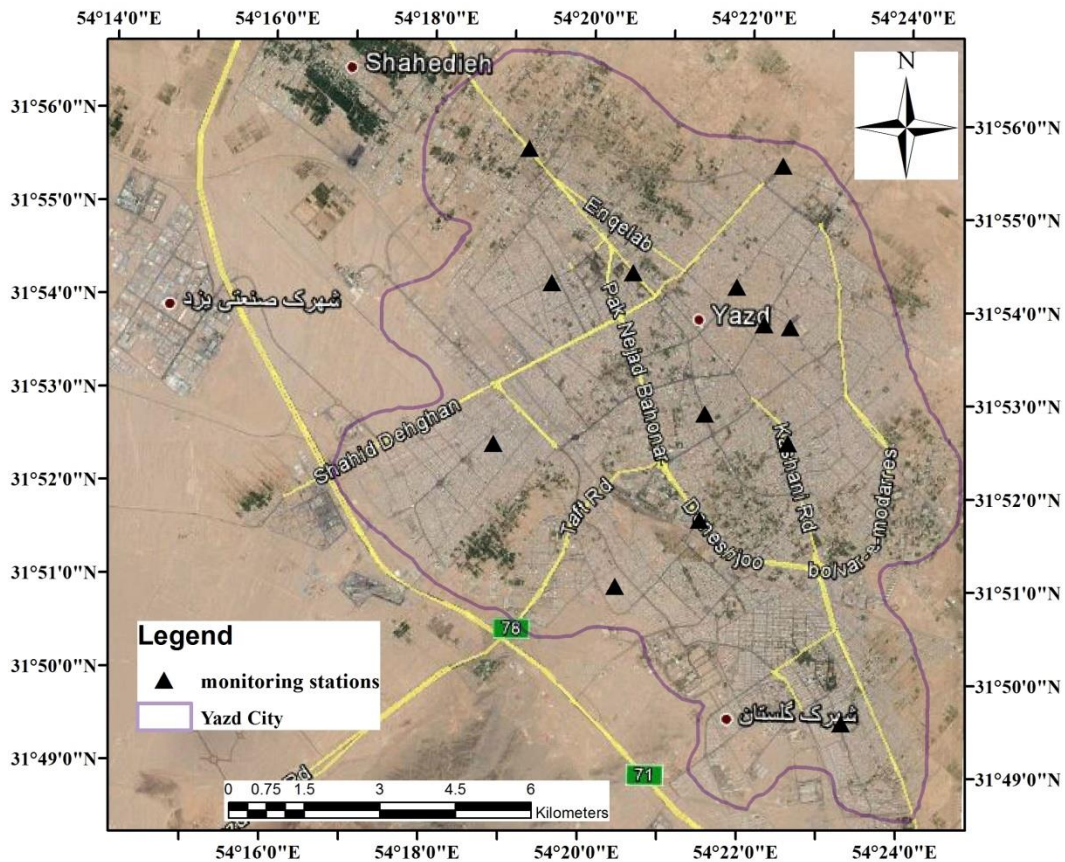 54°14'0"E 54°16'0"E 54°18'0"E 54°20'0"E 54°22'0"E 54°24'0"E
Shahedieh
N
31°56'0"N
31°56'0"N
31°55'0"N
31°55'0"N
Enqelab
31°54'0"N
31°54'0"N
شهرک صنعتی یزد
Yazd
Pak Nejad Bahonar
31°53'0"N
31°53'0"N
Shahid Dehghan
Kashani Rd
31°52'0"N
31°52'0"N
Taft Rd
Daneshjoo
bolvar-e-modarres
31°51'0"N
31°51'0"N
78
Legend
monitoring stations
Yazd City
31°50'0"N
31°50'0"N
شهرک گلستان
31°49'0"N
31°49'0"N
Rd
71
0 0.75 1.5 3 4.5 6
Kilometers
54°16'0"E 54°18'0"E 54°20'0"E 54°22'0"E 54°24'0"E